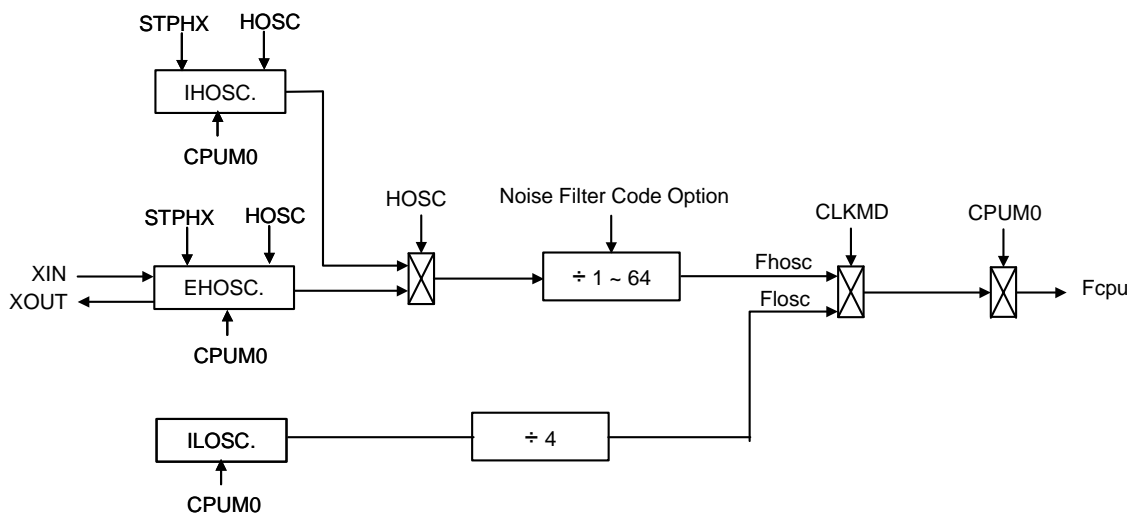 STPHX HOSC
IHOSC.
CPUM0
HOSC Noise Filter Code Option
STPHX HOSC
CLKMD CPUM0
XIN
XOUT
EHOSC.
÷ 1 ~ 64
Fhosc
Flosc
Fcpu
CPUM0
ILOSC.
÷ 4
CPUM0